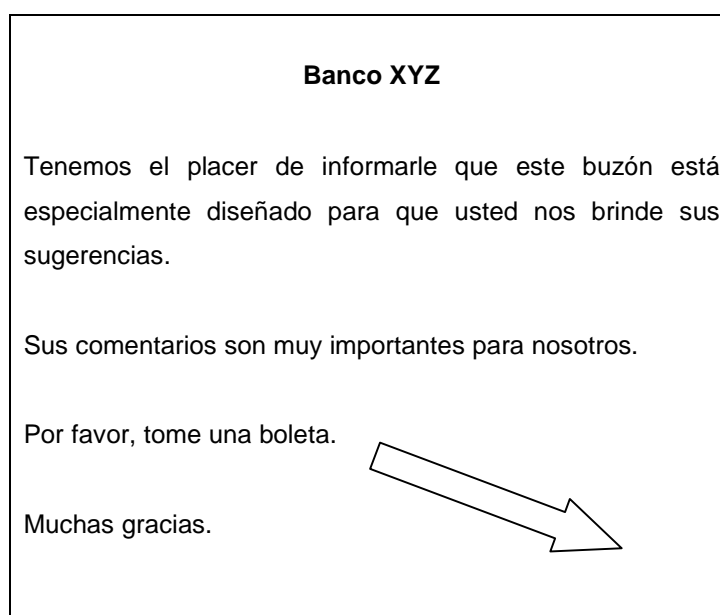 Banco XYZ
Tenemos el placer de informarle que este buzón está
especialmente diseñado para que usted nos brinde sus
sugerencias.
Sus comentarios son muy importantes para nosotros.
Por favor, tome una boleta.
Muchas gracias.